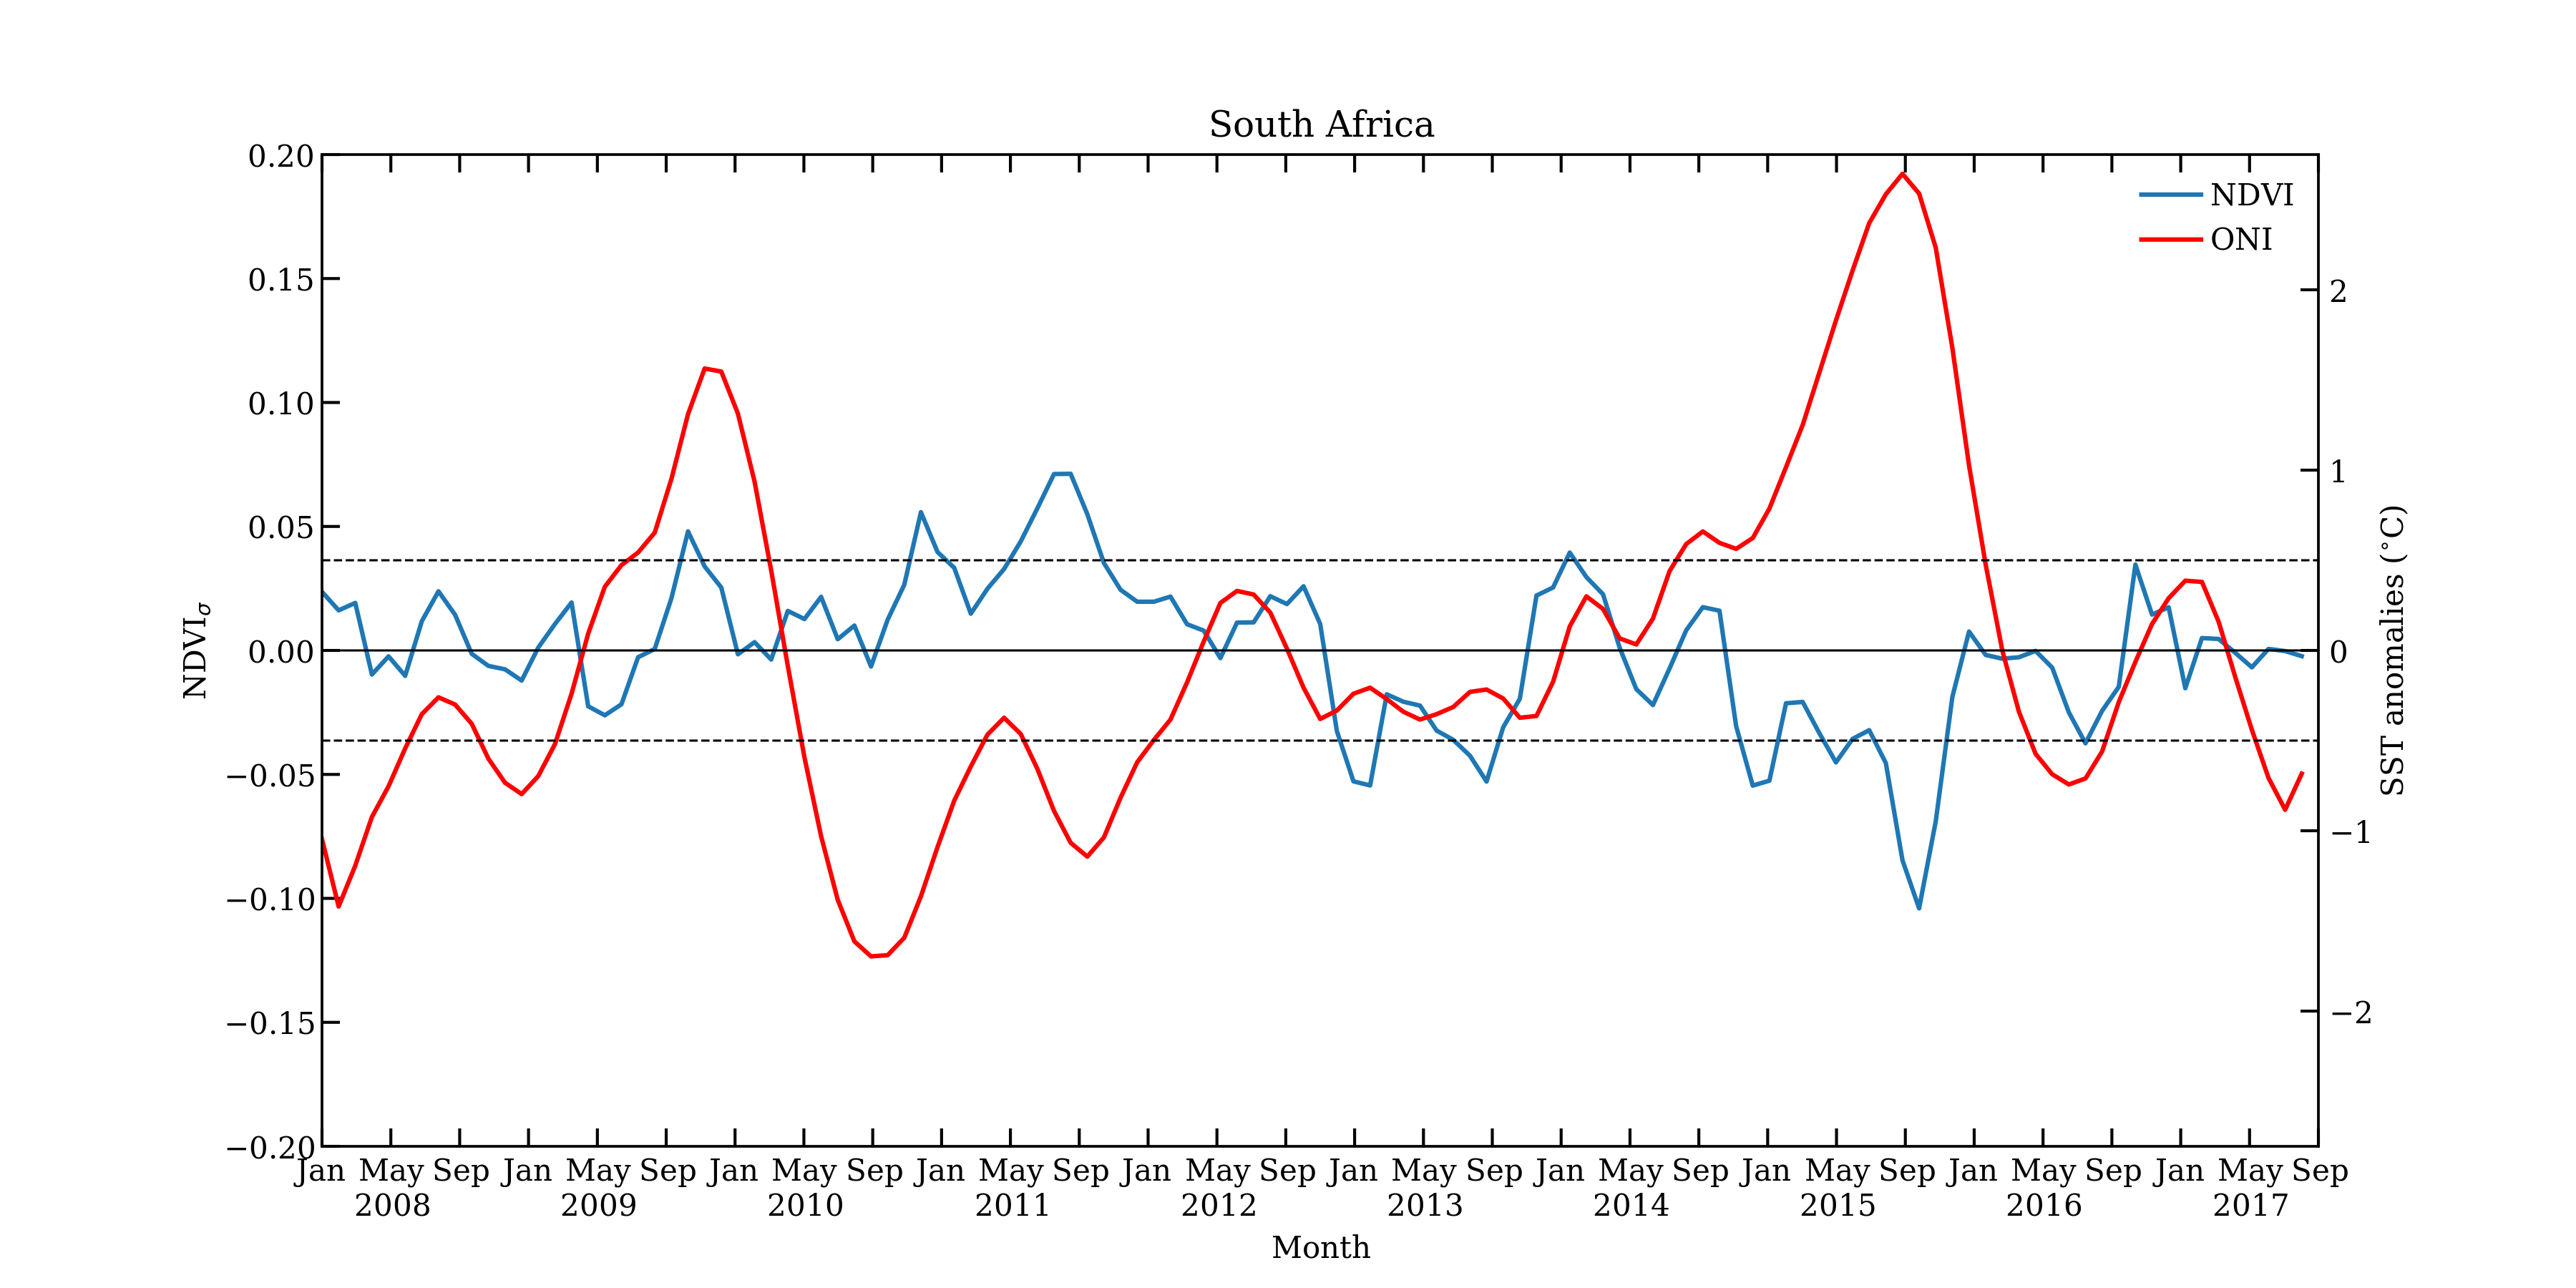 South Africa
0.20
0.15
0.10
0.05
0.00
−0.05
−0.10
−0.15
−0.20
NDVIσ
NDVI
ONI
2
1
0
−1
−2
SST anomalies (°C)
Jan May Sep Jan May Sep Jan May Sep Jan May Sep Jan May Sep Jan May Sep Jan May Sep Jan May Sep Jan May Sep Jan May Sep
2008 2009 2010 2011 2012 2013 2014 2015 2016 2017
Month